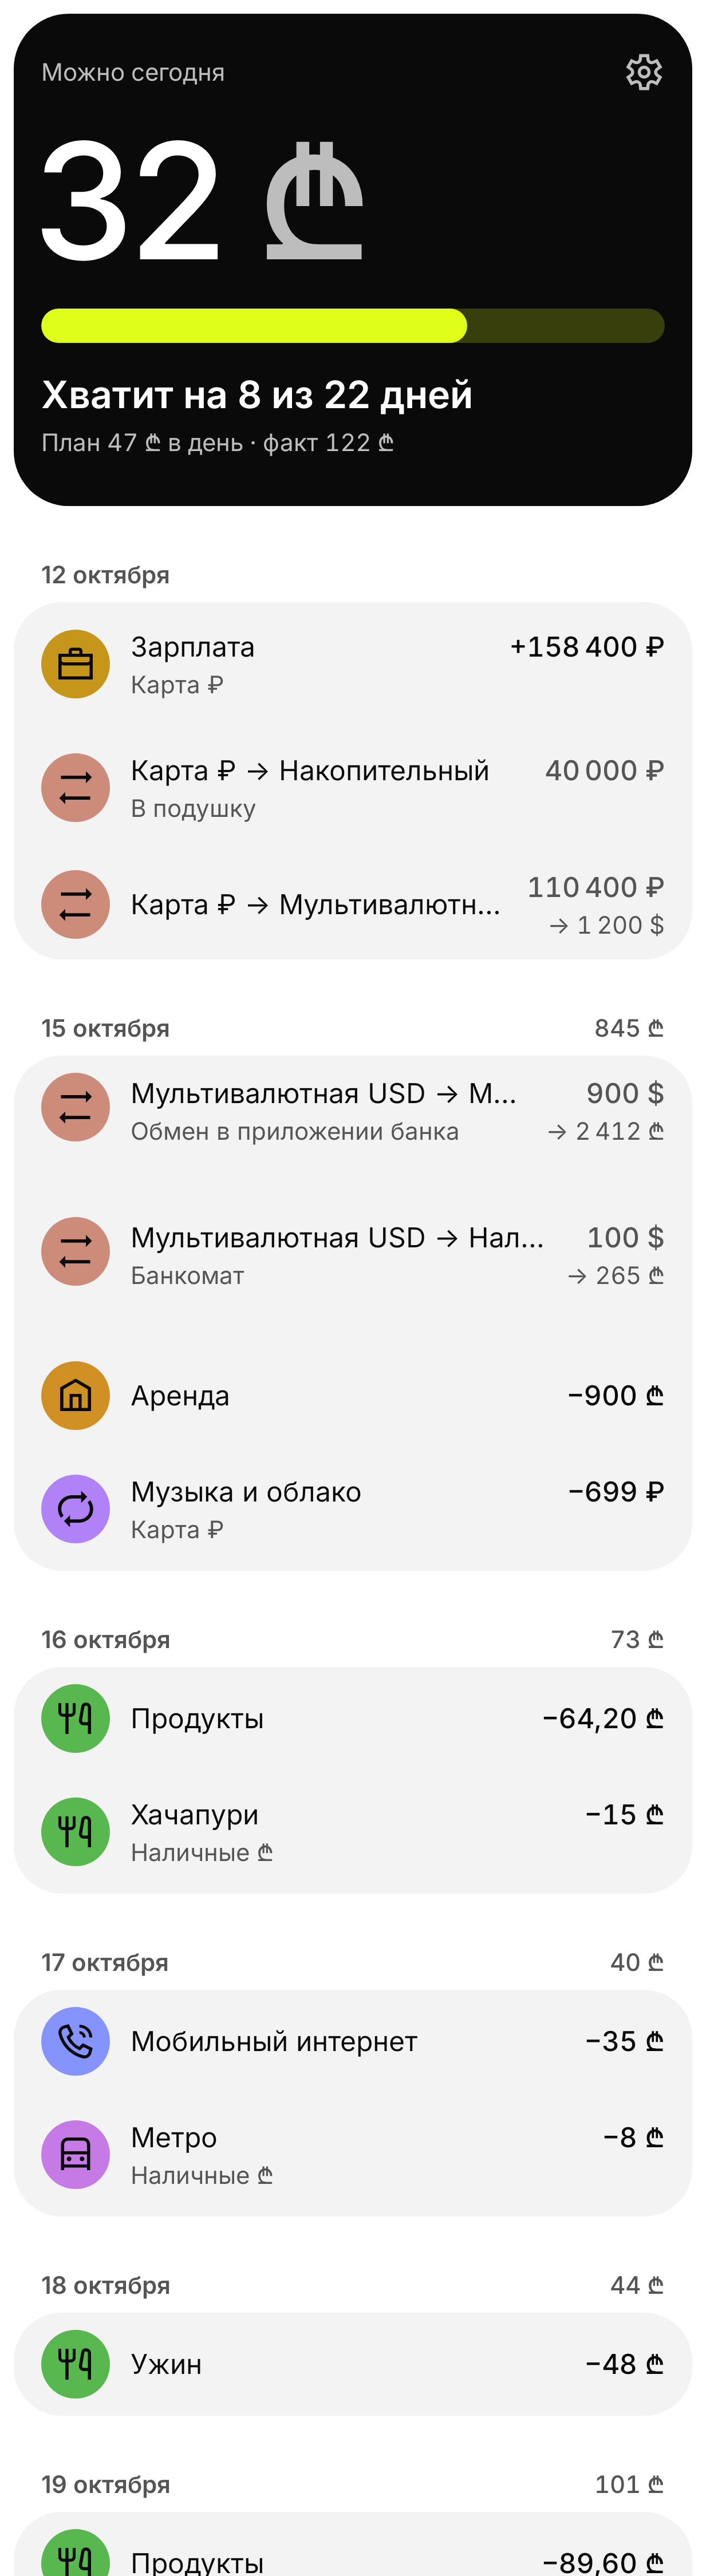 Можно сегодня
32 ₾
Хватит на 8 из 22 дней
План 47 ₾ в день · факт 122 ₾
12 октября
Зарплата +158 400 ₽
Карта ₽
Карта ₽ → Накопительный 40 000 ₽
В подушку
Карта ₽ → Мультивалютн... 110 400 ₽
→ 1 200 $
15 октября 845 ₾
Мультивалютная USD → М... 900 $
Обмен в приложении банка → 2 412 ₾
Мультивалютная USD → Нал... 100 $
Банкомат → 265 ₾
Аренда −900 ₾
Музыка и облако −699 ₽
Карта ₽
16 октября 73 ₾
Продукты −64,20 ₾
Хачапури −15 ₾
Наличные ₾
17 октября 40 ₾
Мобильный интернет −35 ₾
Метро −8 ₾
Наличные ₾
18 октября 44 ₾
Ужин −48 ₾
19 октября 101 ₾
Продукты −89,60 ₾